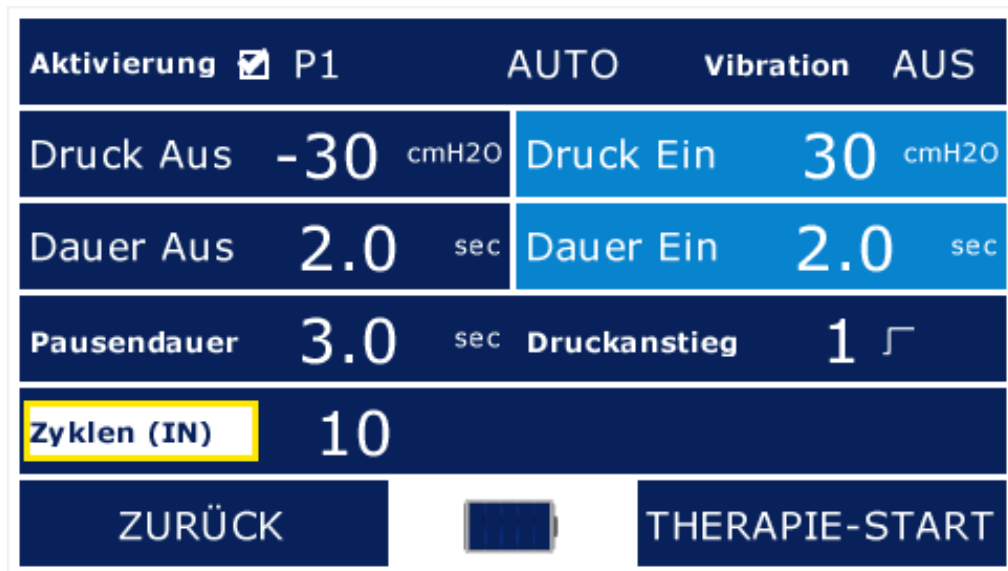 Aktivierung P1 AUTO Vibration AUS
Druck Aus -30 cmH2O Druck Ein 30 cmH2O
Dauer Aus 2.0 sec Dauer Ein 2.0 sec
Pausendauer 3.0 sec Druckanstieg 1
Zyklen (IN) 10
ZURÜCK THERAPIE-START